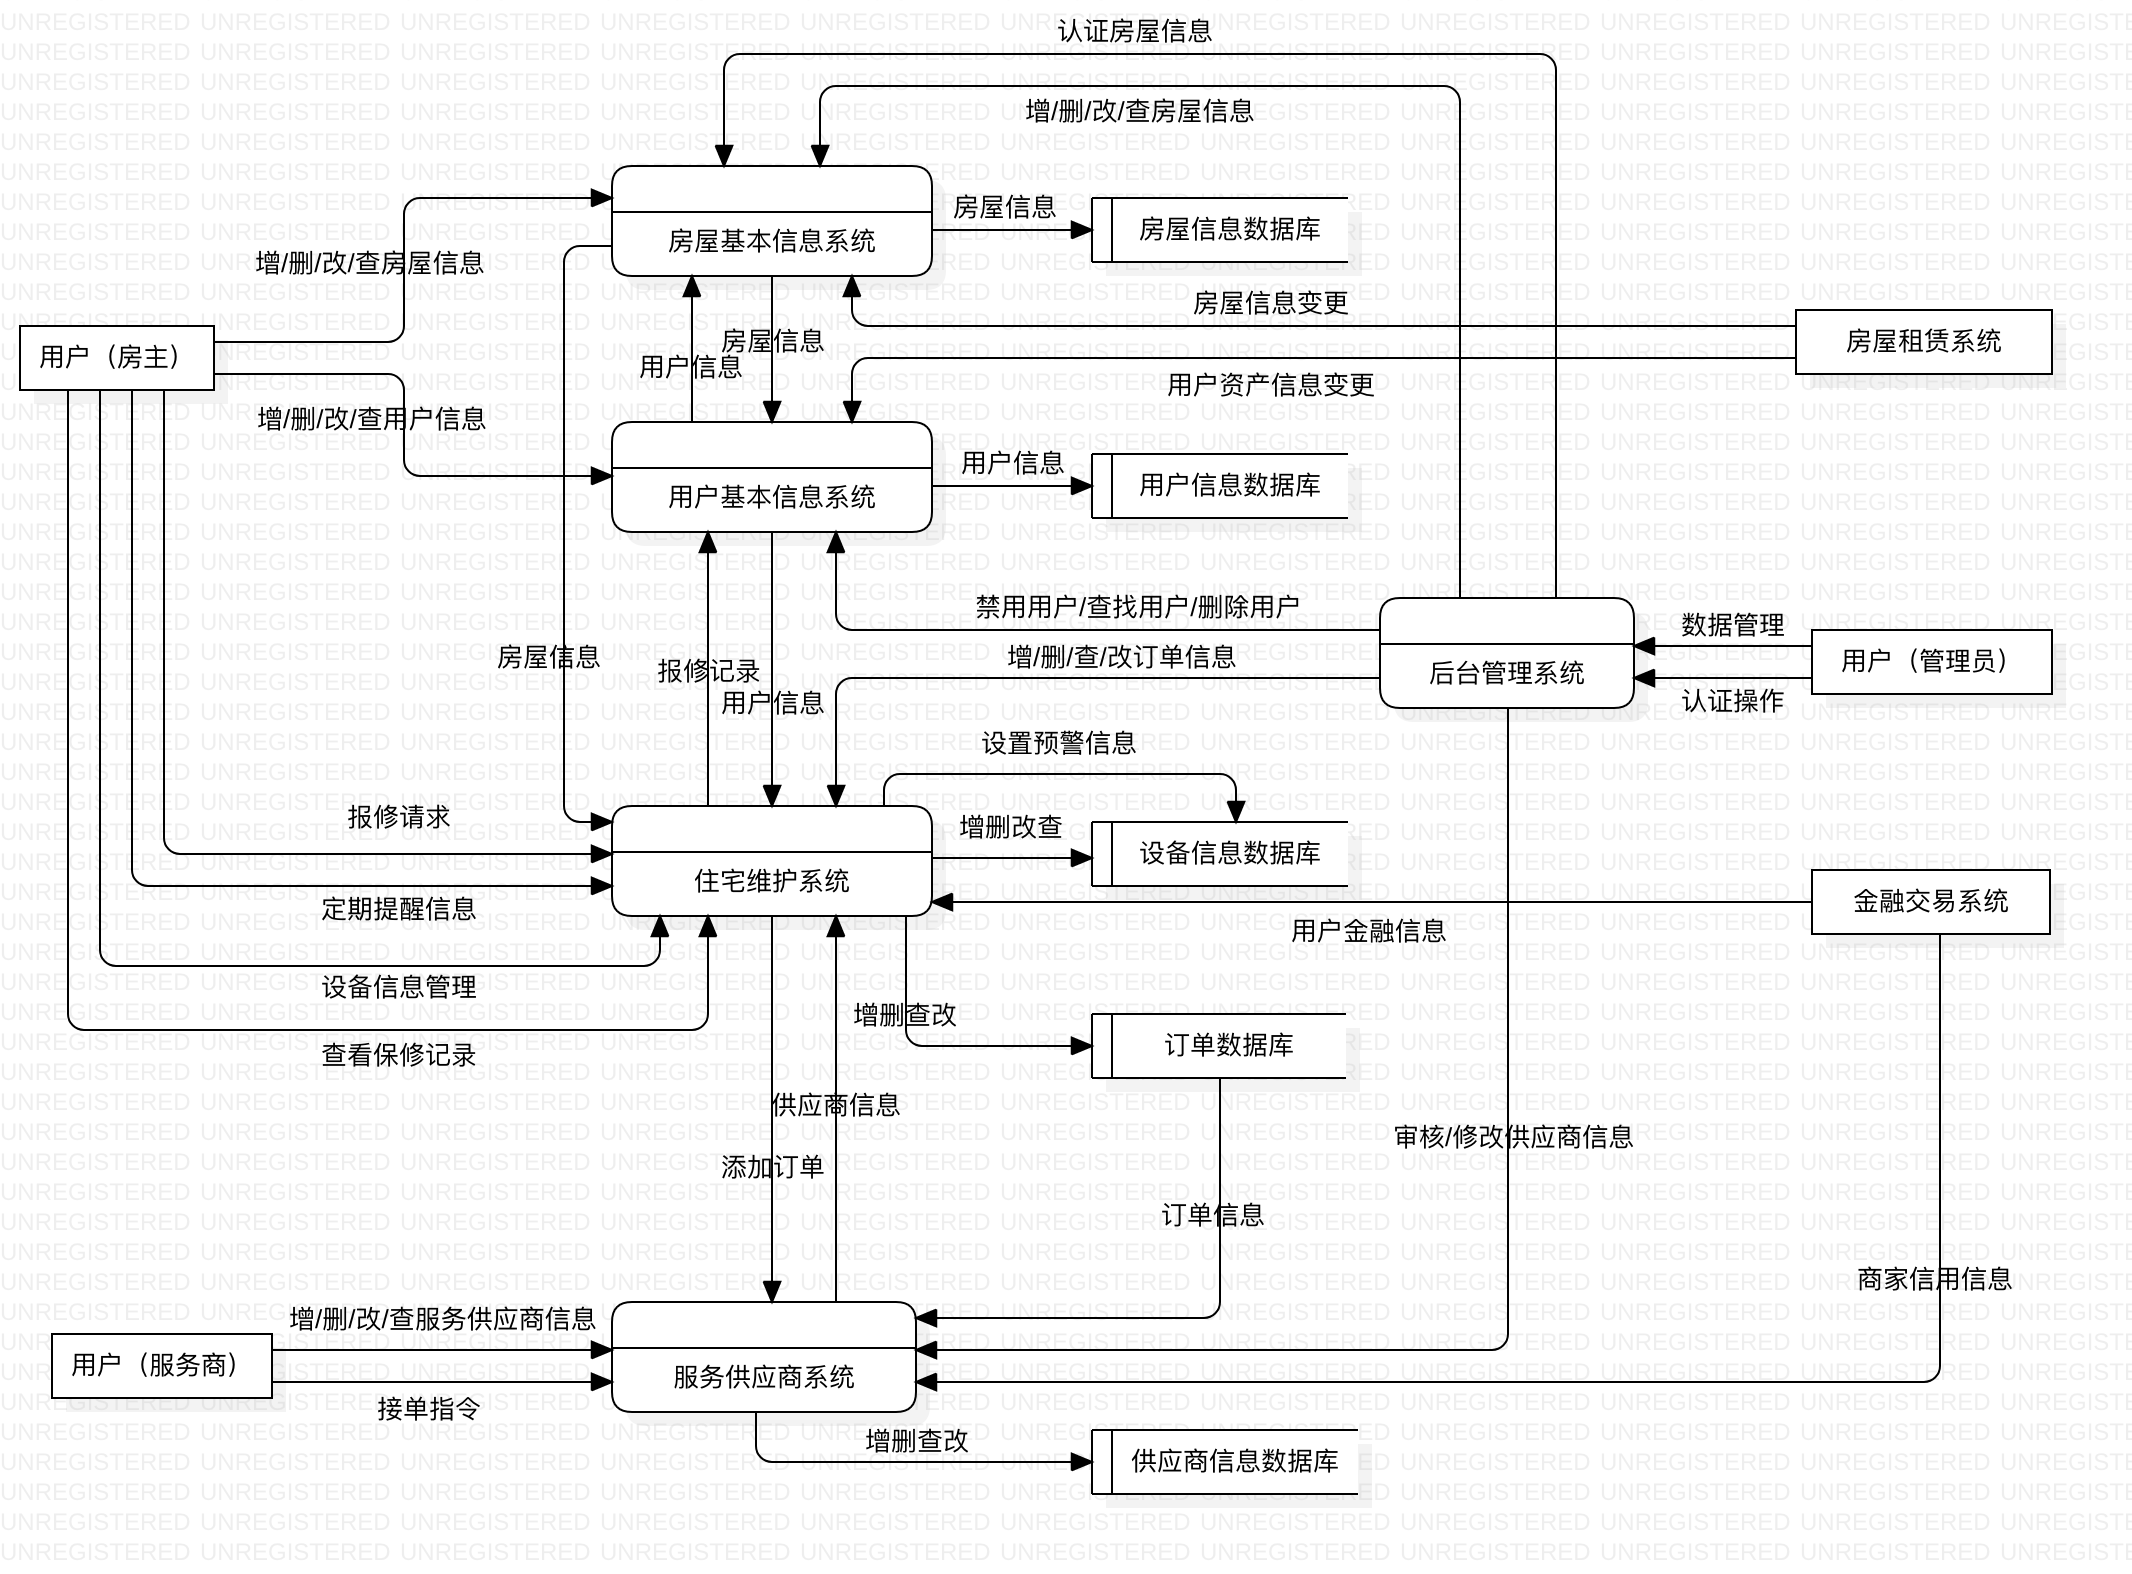 认证房屋信息
增/删/改/查房屋信息
房屋基本信息系统
房屋信息
房屋信息数据库
增/删/改/查房屋信息
房屋信息变更
房屋信息
用户信息
用户（房主）
房屋租赁系统
用户资产信息变更
增/删/改/查用户信息
用户基本信息系统
用户信息
用户信息数据库
禁用用户/查找用户/删除用户
数据管理
增/删/查/改订单信息
房屋信息
报修记录
用户信息
后台管理系统
用户（管理员）
认证操作
设置预警信息
报修请求
增删改查
设备信息数据库
住宅维护系统
定期提醒信息
金融交易系统
用户金融信息
设备信息管理
增删查改
查看保修记录
订单数据库
供应商信息
审核/修改供应商信息
添加订单
订单信息
商家信用信息
增/删/改/查服务供应商信息
用户（服务商）
服务供应商系统
接单指令
增删查改
供应商信息数据库